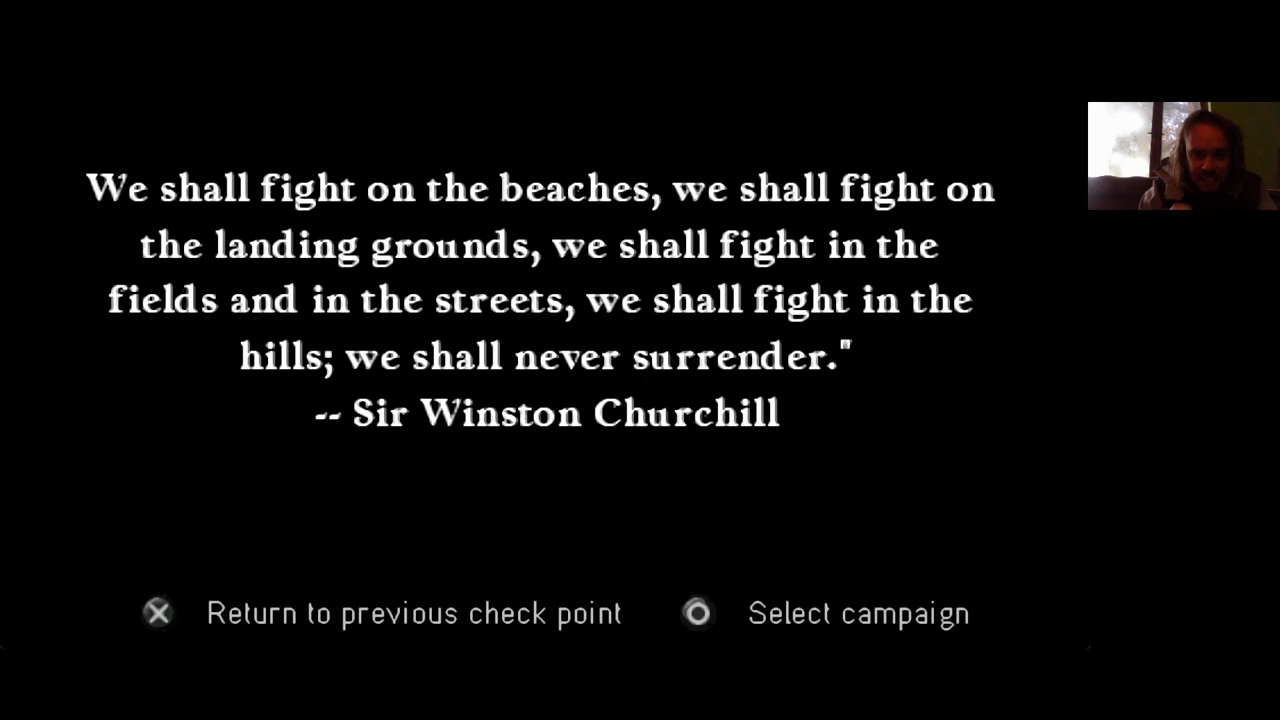 We shall fight on the beaches, we shall fight on
the landing grounds, we shall fight in the
fields and in the streets, we shall fight in the
hills; we shall never surrender."
-- Sir Winston Churchill
Return to previous check point
Select campaign